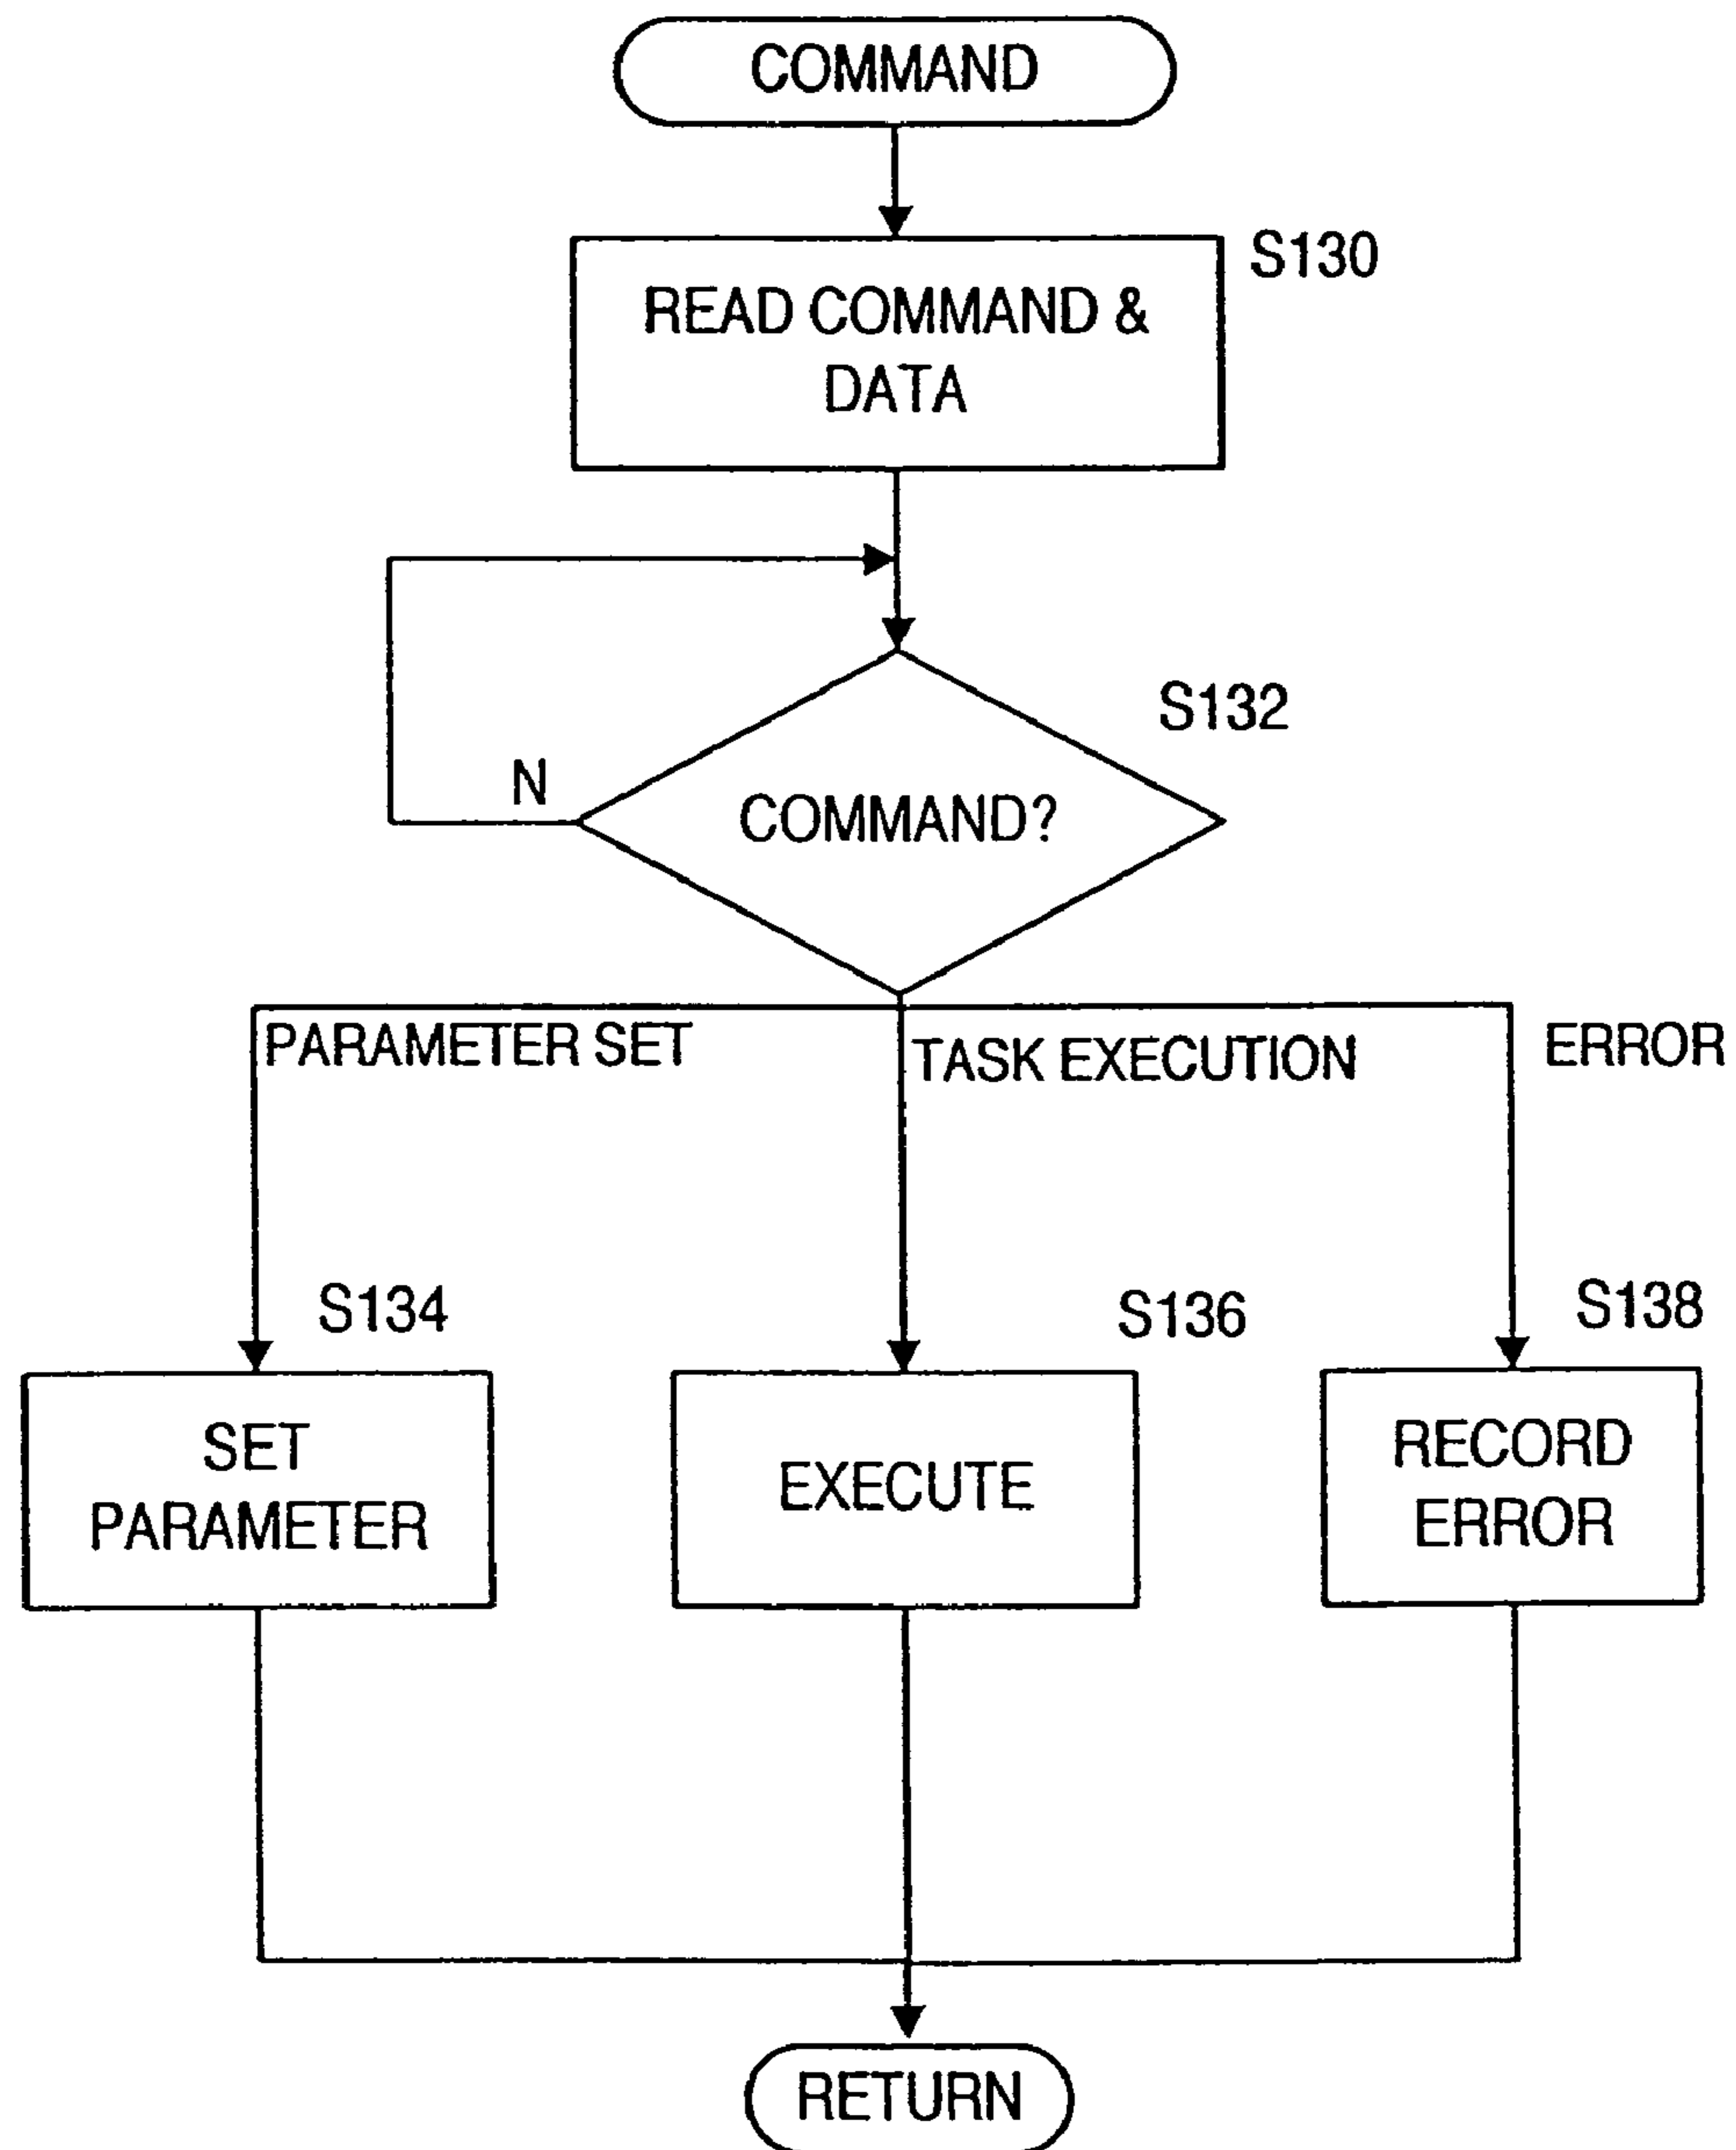 COMMAND
S130
READ COMMAND &
DATA
S132
N
COMMAND?
PARAMETER SET
TASK EXECUTION
ERROR
S134
S136
S138
SET
PARAMETER
EXECUTE
RECORD
ERROR
RETURN